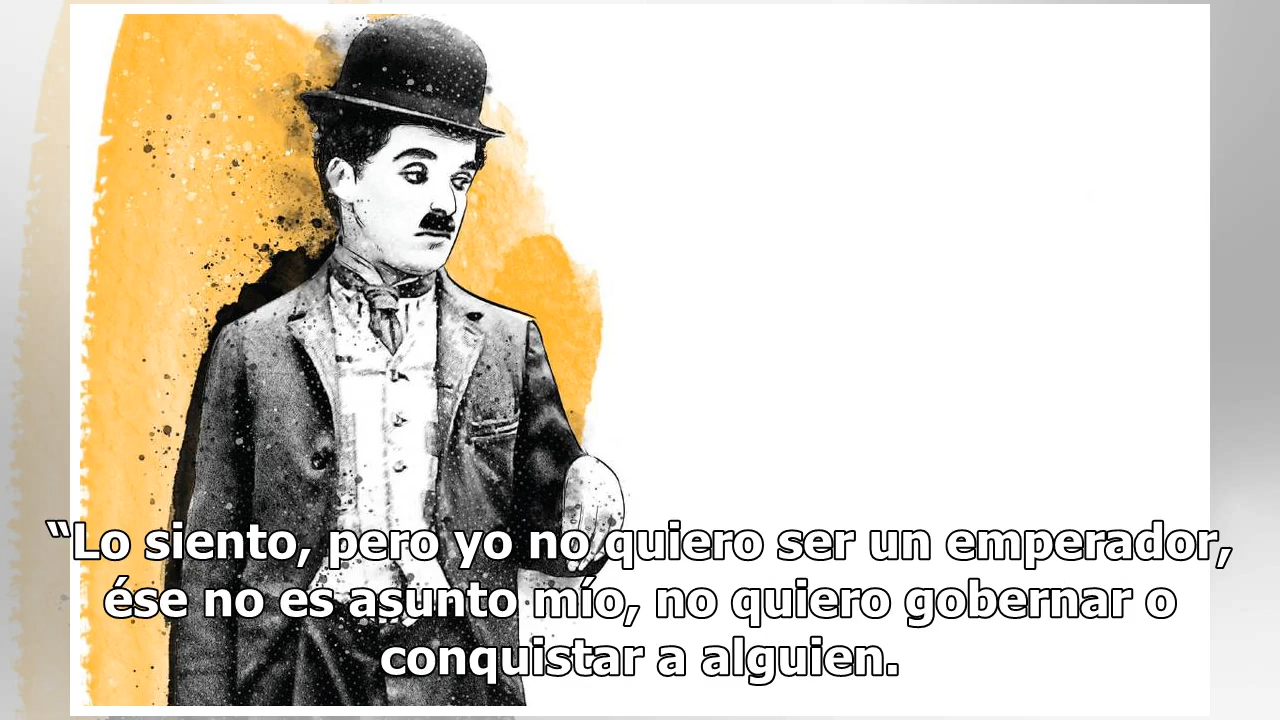 “Lo siento, pero yo no quiero ser un emperador,
ése no es asunto mío, no quiero gobernar o
conquistar a alguien.